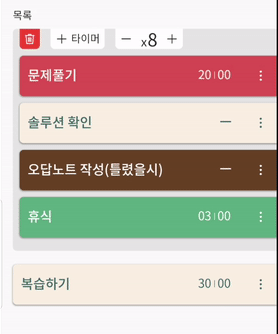 목록
+ 타이머 − x8 +
문제풀기 20|00
솔루션 확인 —
오답노트 작성(틀렸을시) —
휴식 03|00
복습하기 30|00